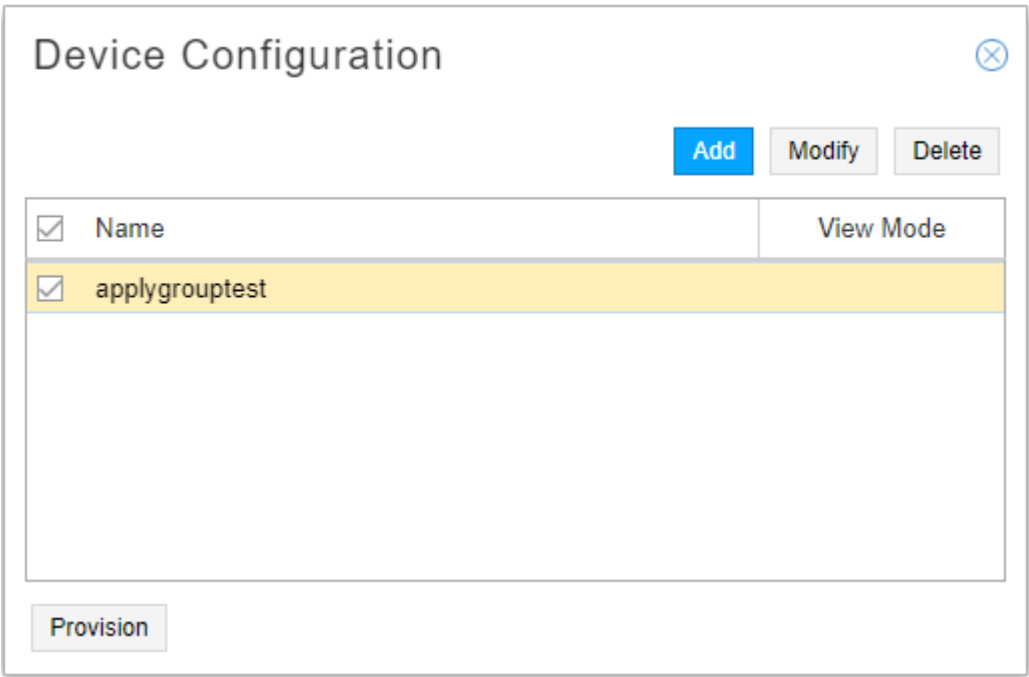 Device Configuration
Add Modify Delete
Name View Mode
applygrouptest
Provision